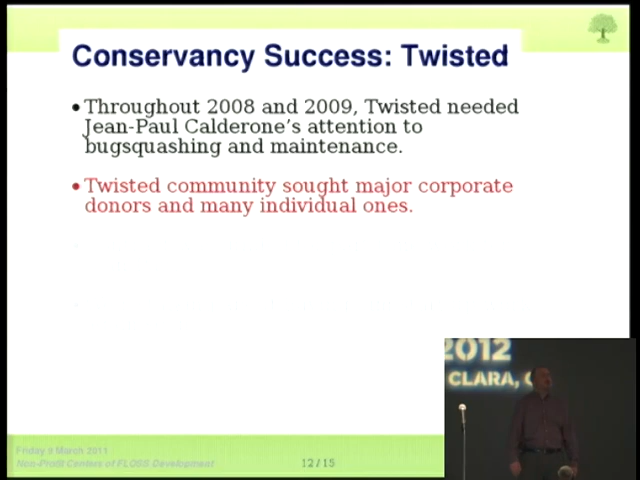 Conservancy Success: Twisted
• Throughout 2008 and 2009, Twisted needed
Jean-Paul Calderone's attention to
bugsquashing and maintenance.
• Twisted community sought major corporate
donors and many individual ones.
2012
CLARA, C
Friday 9 March 2011
Non-Profit Centers of FLOSS Development
12/15